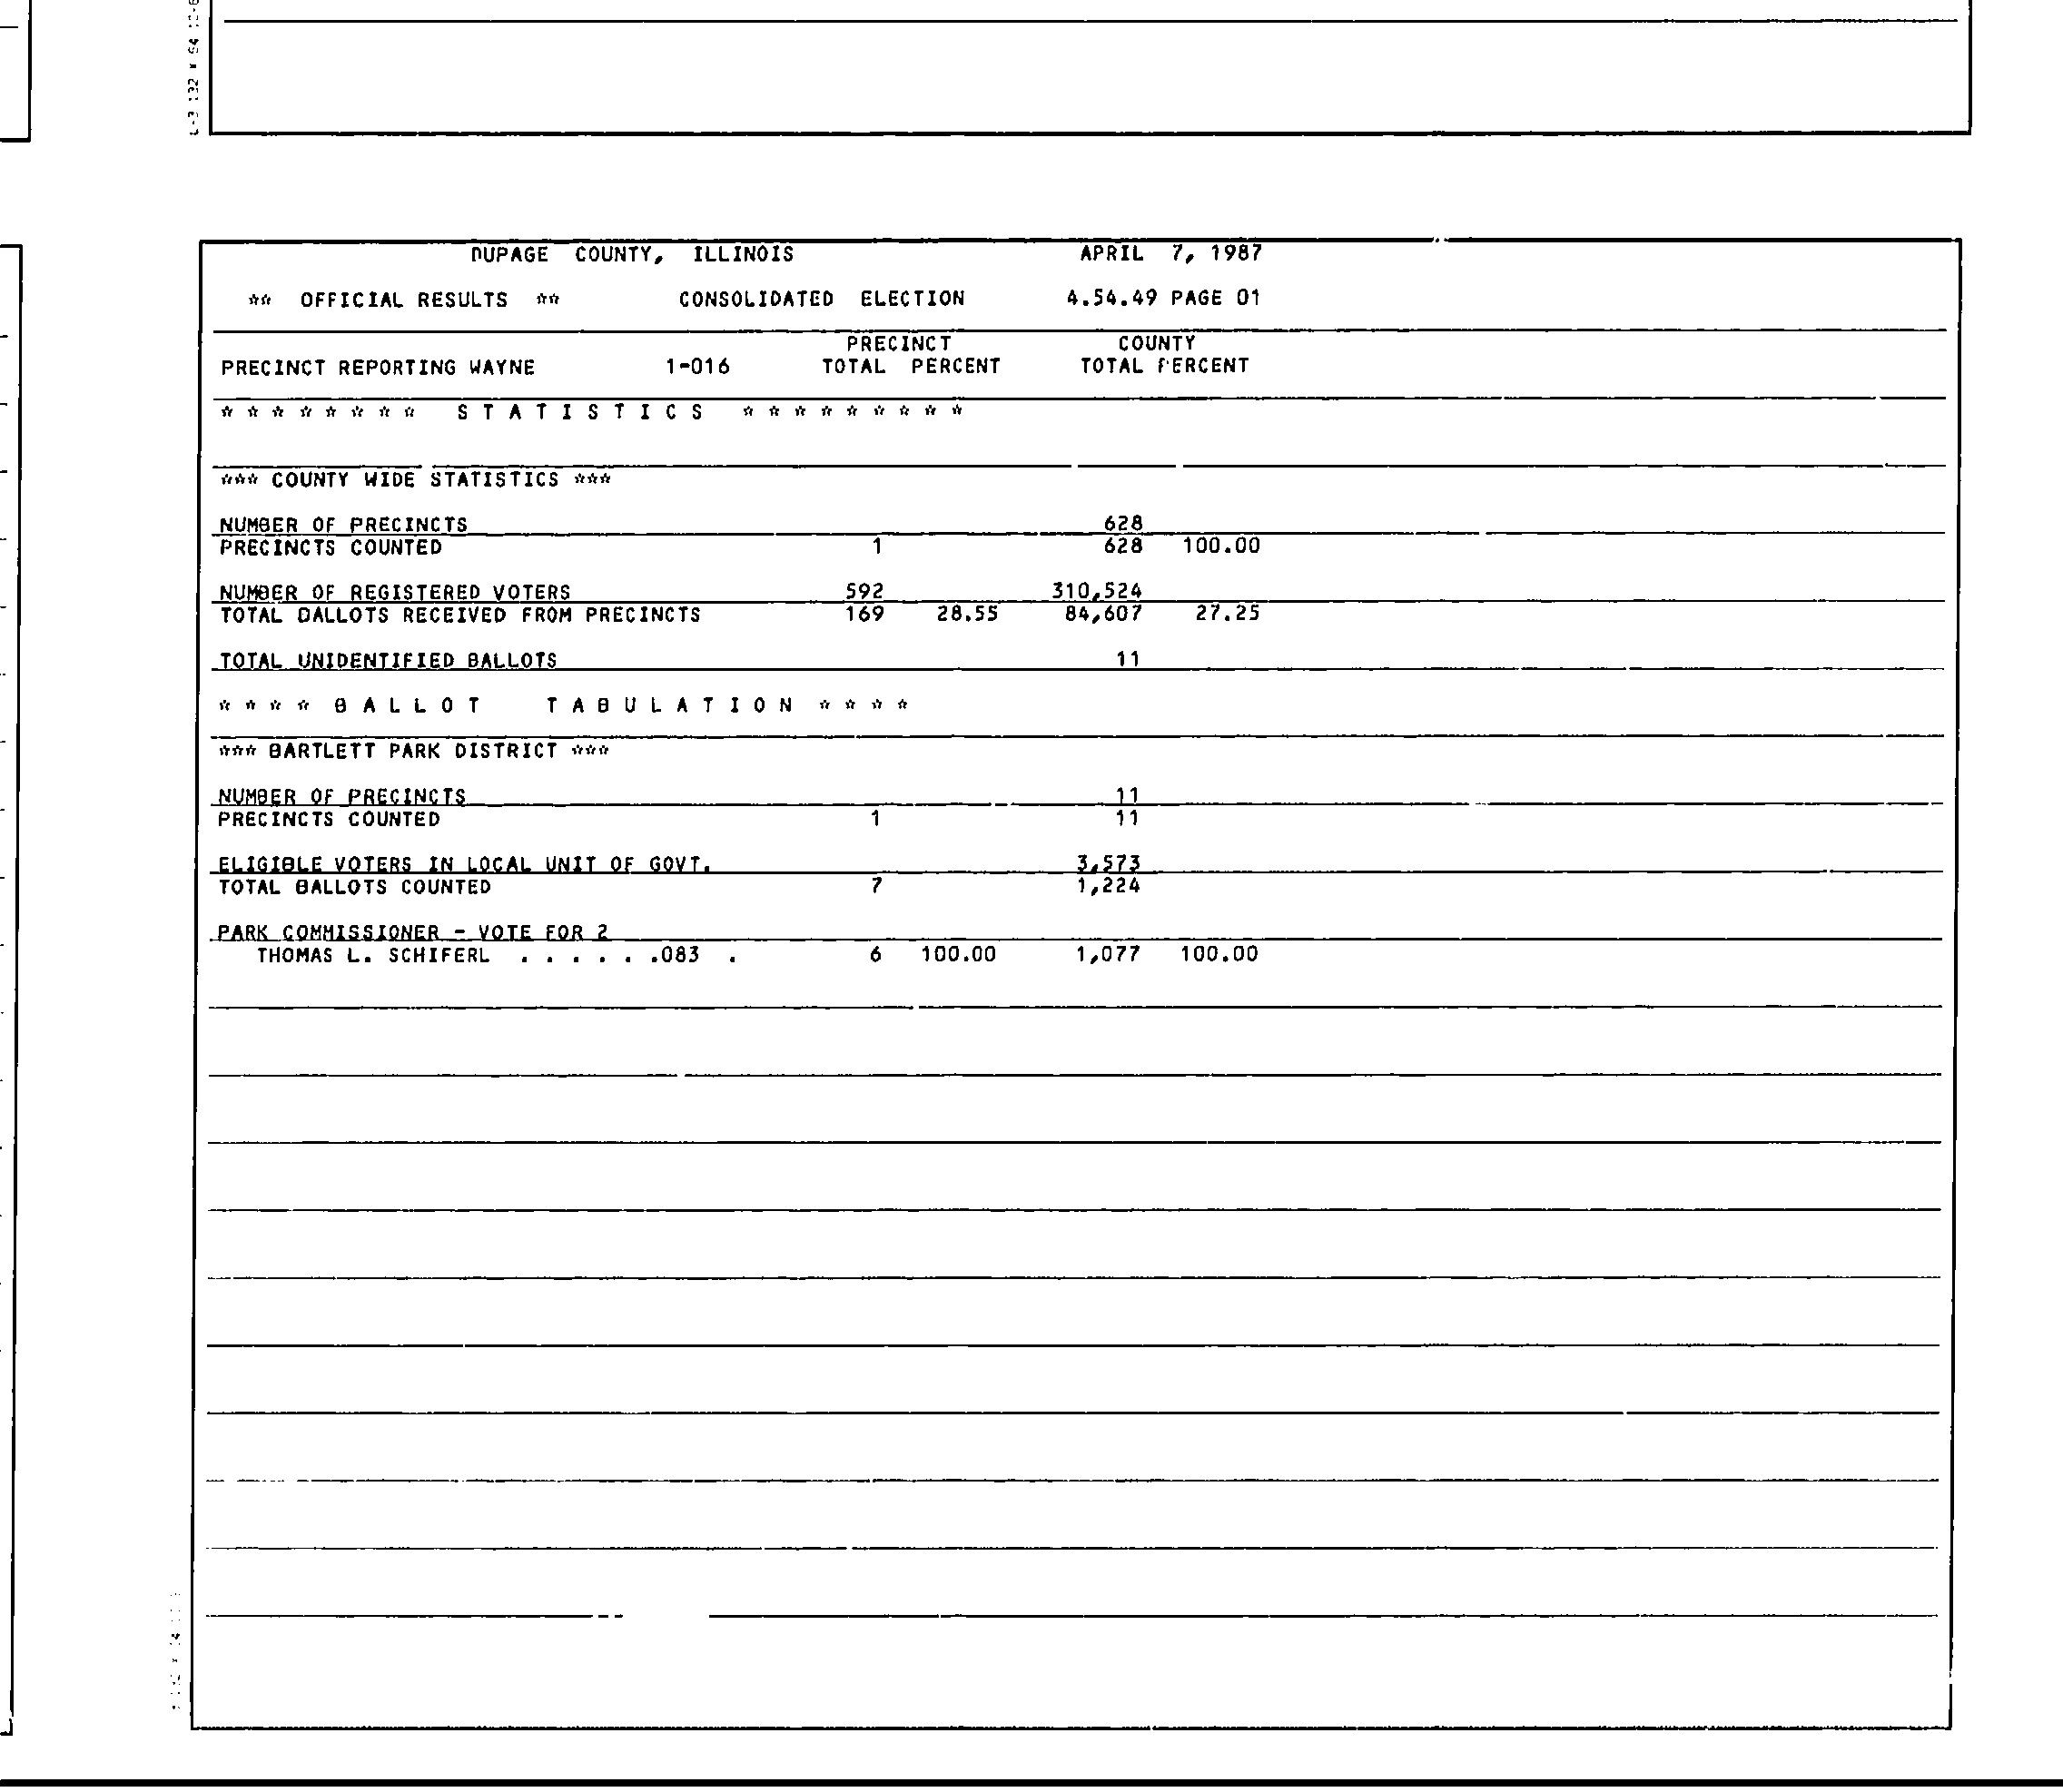 L-3 132 * 64 10-6
DUPAGE COUNTY, ILLINOIS APRIL 7, 1987
** OFFICIAL RESULTS ** CONSOLIDATED ELECTION 4.54.49 PAGE 01
PRECINCT COUNTY
PRECINCT REPORTING WAYNE 1-016 TOTAL PERCENT TOTAL PERCENT
* * * * * * * * S T A T I S T I C S * * * * * * * * *
*** COUNTY WIDE STATISTICS ***
NUMBER OF PRECINCTS 628
PRECINCTS COUNTED 1 628 100.00
NUMBER OF REGISTERED VOTERS 592 310,524
TOTAL BALLOTS RECEIVED FROM PRECINCTS 169 28.55 84,607 27.25
TOTAL UNIDENTIFIED BALLOTS 11
* * * * B A L L O T T A B U L A T I O N * * * *
*** BARTLETT PARK DISTRICT ***
NUMBER OF PRECINCTS 11
PRECINCTS COUNTED 1 11
ELIGIBLE VOTERS IN LOCAL UNIT OF GOVT. 3,573
TOTAL BALLOTS COUNTED 7 1,224
PARK COMMISSIONER - VOTE FOR 2
THOMAS L. SCHIFERL . . . . . .083 . 6 100.00 1,077 100.00